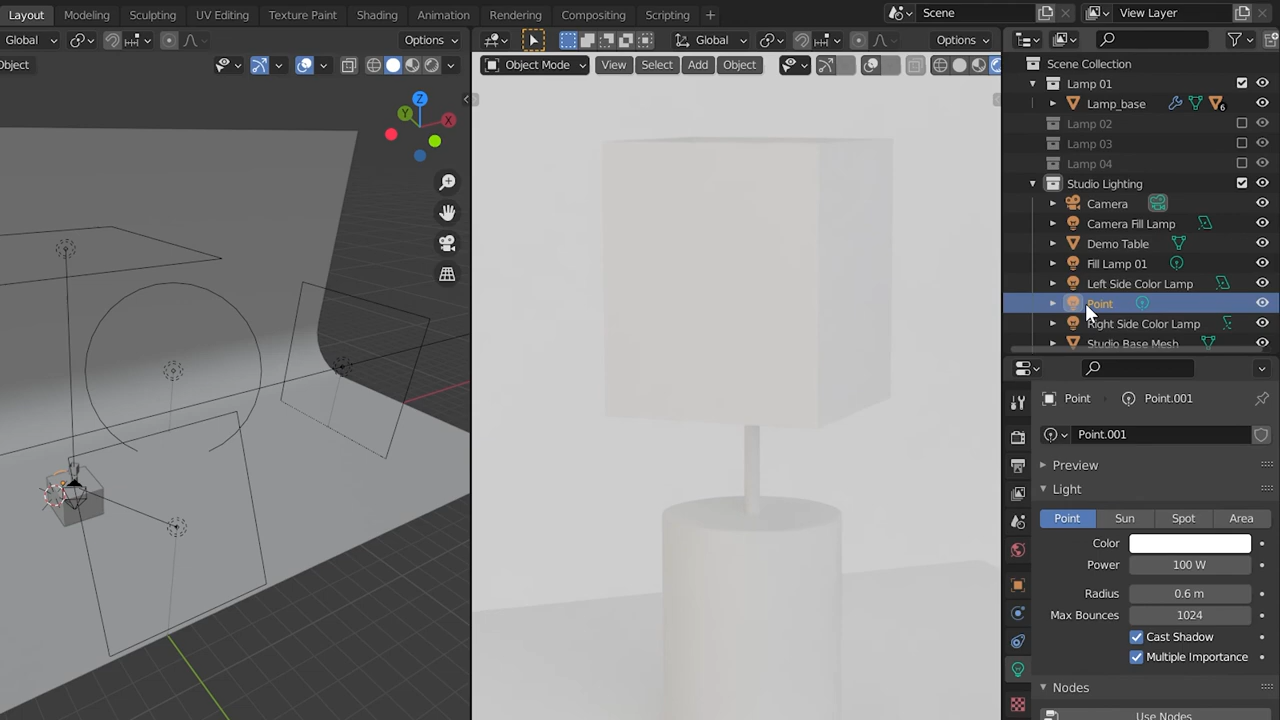 Layout Modeling Sculpting UV Editing Texture Paint Shading Animation Rendering Compositing Scripting + Scene View Layer
Global Options Global Options
Object Object Mode View Select Add Object
Z
Y X
Scene Collection
Lamp 01
Lamp_base 6
Lamp 02
Lamp 03
Lamp 04
Studio Lighting
Camera
Camera Fill Lamp
Demo Table
Fill Lamp 01
Left Side Color Lamp
Point
Right Side Color Lamp
Studio Base Mesh
Point Point.001
Point.001
Preview
Light
Point Sun Spot Area
Color
Power 100 W
Radius 0.6 m
Max Bounces 1024
Cast Shadow
Multiple Importance
Nodes
Use Nodes